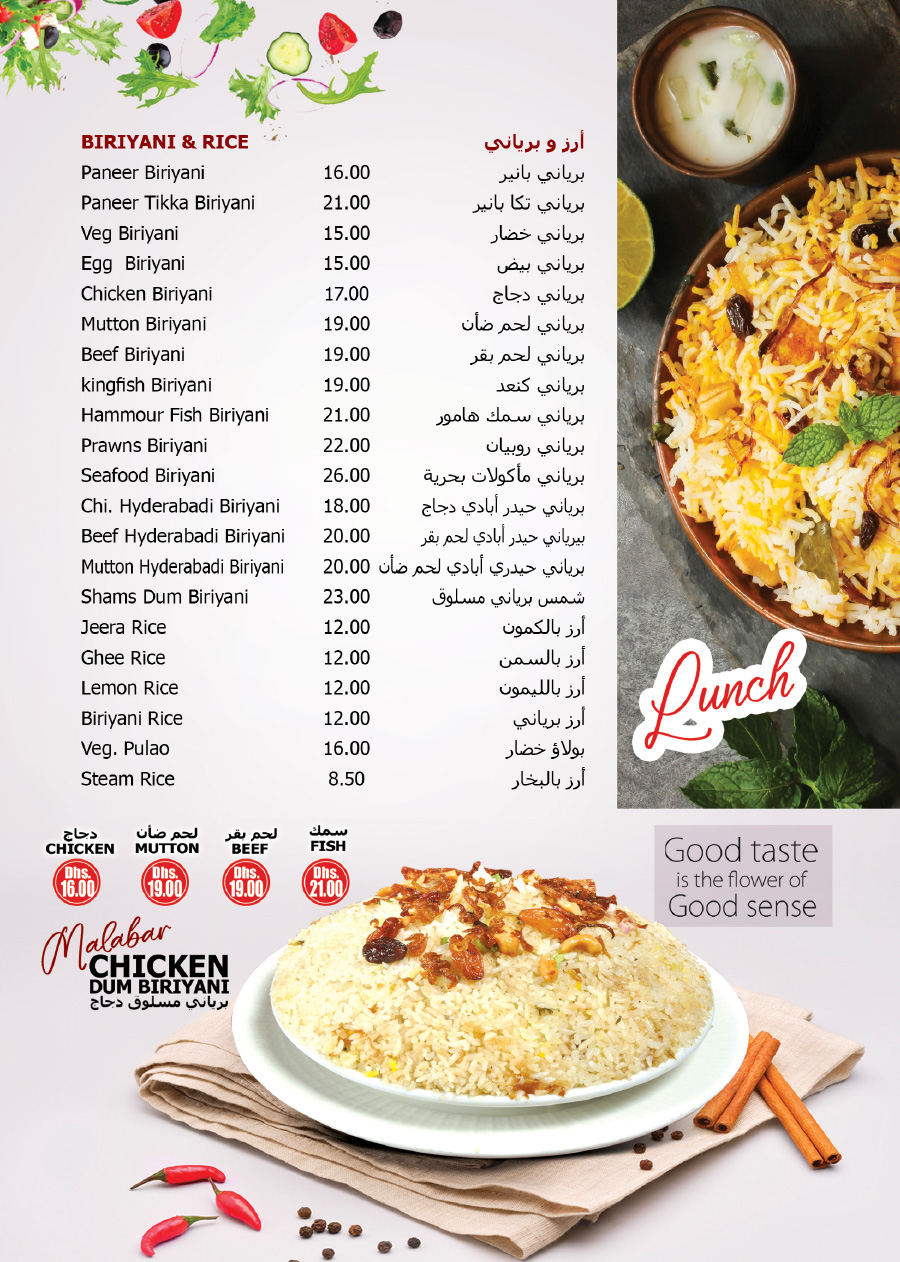 BIRIYANI & RICE أرز و برياني
Paneer Biriyani 16.00 برياني بانير
Paneer Tikka Biriyani 21.00 برياني تكا بانير
Veg Biriyani 15.00 برياني خضار
Egg Biriyani 15.00 برياني بيض
Chicken Biriyani 17.00 برياني دجاج
Mutton Biriyani 19.00 برياني لحم ضأن
Beef Biriyani 19.00 برياني لحم بقر
kingfish Biriyani 19.00 برياني كنعد
Hammour Fish Biriyani 21.00 برياني سمك هامور
Prawns Biriyani 22.00 برياني روبيان
Seafood Biriyani 26.00 برياني مأكولات بحرية
Chi. Hyderabadi Biriyani 18.00 برياني حيدر أبادي دجاج
Beef Hyderabadi Biriyani 20.00 بيرياني حيدر أبادي لحم بقر
Mutton Hyderabadi Biriyani 20.00 برياني حيدري أبادي لحم ضأن
Shams Dum Biriyani 23.00 شمس برياني مسلوق
Jeera Rice 12.00 أرز بالكمون
Ghee Rice 12.00 أرز بالسمن
Lemon Rice 12.00 أرز بالليمون
Biriyani Rice 12.00 أرز برياني
Veg. Pulao 16.00 بولاؤ خضار
Steam Rice 8.50 أرز بالبخار
Lunch
دجاج لحم ضأن لحم بقر سمك
CHICKEN MUTTON BEEF FISH
Dhs. Dhs. Dhs. Dhs.
16.00 19.00 19.00 21.00
Malabar
CHICKEN
DUM BIRIYANI
برياني مسلوق دجاج
Good taste
is the flower of
Good sense